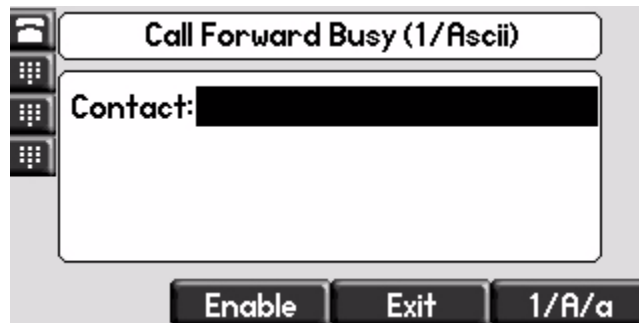 Call Forward Busy (1/Ascii)
Contact:
Enable Exit 1/A/a